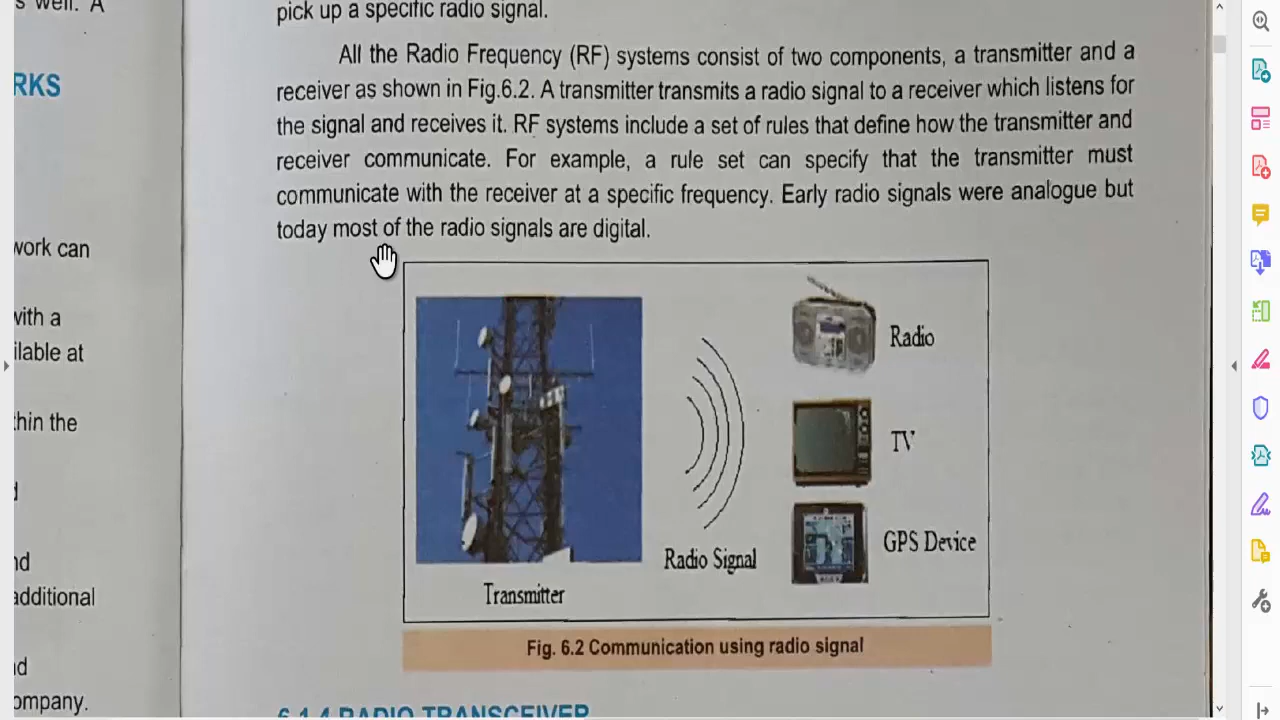 s well. A
RKS
work can
with a
ilable at
thin the
d
nd
additional
nd
ompany.
pick up a specific radio signal.
All the Radio Frequency (RF) systems consist of two components, a transmitter and a
receiver as shown in Fig.6.2. A transmitter transmits a radio signal to a receiver which listens for
the signal and receives it. RF systems include a set of rules that define how the transmitter and
receiver communicate. For example, a rule set can specify that the transmitter must
communicate with the receiver at a specific frequency. Early radio signals were analogue but
today most of the radio signals are digital.
Radio
TV
GPS Device
Radio Signal
Transmitter
Fig. 6.2 Communication using radio signal
6.1.4 RADIO TRANSCEIVER